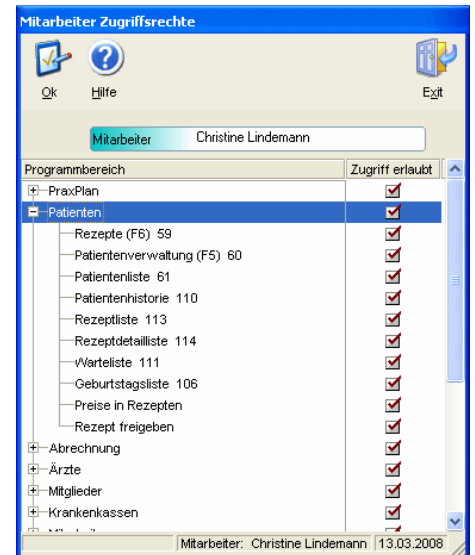 Mitarbeiter Zugriffsrechte
Ok Hilfe Exit
Mitarbeiter Christine Lindemann
Programmbereich Zugriff erlaubt
PraxPlan
Patienten
Rezepte (F6) 59
Patientenverwaltung (F5) 60
Patientenliste 61
Patientenhistorie 110
Rezeptliste 113
Rezeptdetailliste 114
Warteliste 111
Geburtstagsliste 106
Preise in Rezepten
Rezept freigeben
Abrechnung
Ärzte
Mitglieder
Krankenkassen
Mitarbeiter: Christine Lindemann 13.03.2008